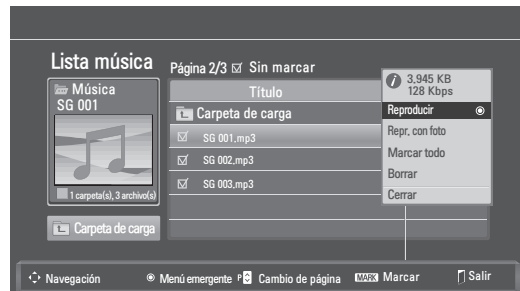 Lista música
Página 2/3 Sin marcar
Música
SG 001
1 carpeta(s), 3 archivo(s)
Carpeta de carga
Título
Carpeta de carga
SG 001.mp3
SG 002.mp3
SG 003.mp3
3,945 KB
128 Kbps
Reproducir
Repr. con foto
Marcar todo
Borrar
Cerrar
Navegación
Menú emergente
P Cambio de página
MARK Marcar
Salir